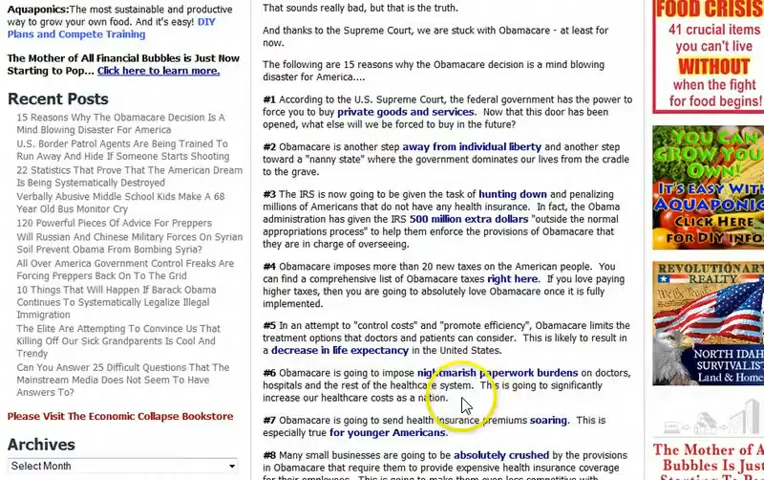 Aquaponics: The most sustainable and productive
way to grow your own food. And it's easy! DIY
Plans and Compete Training
The Mother of All Financial Bubbles is Just Now
Starting to Pop... Click here to learn more.
Recent Posts
15 Reasons Why The Obamacare Decision Is A
Mind Blowing Disaster For America
U.S. Border Patrol Agents Are Being Trained To
Run Away And Hide If Someone Starts Shooting
22 Statistics That Prove That The American Dream
Is Being Systematically Destroyed
Verbally Abusive Middle School Kids Make A 68
Year Old Bus Monitor Cry
120 Powerful Pieces Of Advice For Preppers
Will Russian And Chinese Military Forces On Syrian
Soil Prevent Obama From Bombing Syria?
All Over America Government Control Freaks Are
Forcing Preppers Back On To The Grid
10 Things That Will Happen If Barack Obama
Continues To Systematically Legalize Illegal
Immigration
The Elite Are Attempting To Convince Us That
Killing Off Our Sick Grandparents Is Cool And
Trendy
Can You Answer 25 Difficult Questions That The
Mainstream Media Does Not Seem To Have
Answers To?
Please Visit The Economic Collapse Bookstore
Archives
Select Month
That sounds really bad, but that is the truth.
And thanks to the Supreme Court, we are stuck with Obamacare - at least for
now.
The following are 15 reasons why the Obamacare decision is a mind blowing
disaster for America....
#1 According to the U.S. Supreme Court, the federal government has the power to
force you to buy private goods and services. Now that this door has been
opened, what else will we be forced to buy in the future?
#2 Obamacare is another step away from individual liberty and another step
toward a "nanny state" where the government dominates our lives from the cradle
to the grave.
#3 The IRS is now going to be given the task of hunting down and penalizing
millions of Americans that do not have any health insurance. In fact, the Obama
administration has given the IRS 500 million extra dollars "outside the normal
appropriations process" to help them enforce the provisions of Obamacare that
they are in charge of overseeing.
#4 Obamacare imposes more than 20 new taxes on the American people. You
can find a comprehensive list of Obamacare taxes right here. If you love paying
higher taxes, then you are going to absolutely love Obamacare once it is fully
implemented.
#5 In an attempt to "control costs" and "promote efficiency", Obamacare limits the
treatment options that doctors and patients can consider. This is likely to result in
a decrease in life expectancy in the United States.
#6 Obamacare is going to impose nightmarish paperwork burdens on doctors,
hospitals and the rest of the healthcare system. This is going to significantly
increase our healthcare costs as a nation.
#7 Obamacare is going to send health insurance premiums soaring. This is
especially true for younger Americans.
#8 Many small businesses are going to be absolutely crushed by the provisions
in Obamacare that require them to provide expensive health insurance coverage
for their employees. This is going to make them even less competitive with
FOOD CRISIS
41 crucial items
you can't live
WITHOUT
when the fight
for food begins!
YOU CAN
GROW YOUR
OWN!
IT'S EASY WITH
AQUAPONICS
CLICK HERE
FOR DIY INFO
REVOLUTIONARY
REALTY
NORTH IDAHO
SURVIVALIST
Land & Home
The Mother of A
Bubbles is Just
Starting to Pop